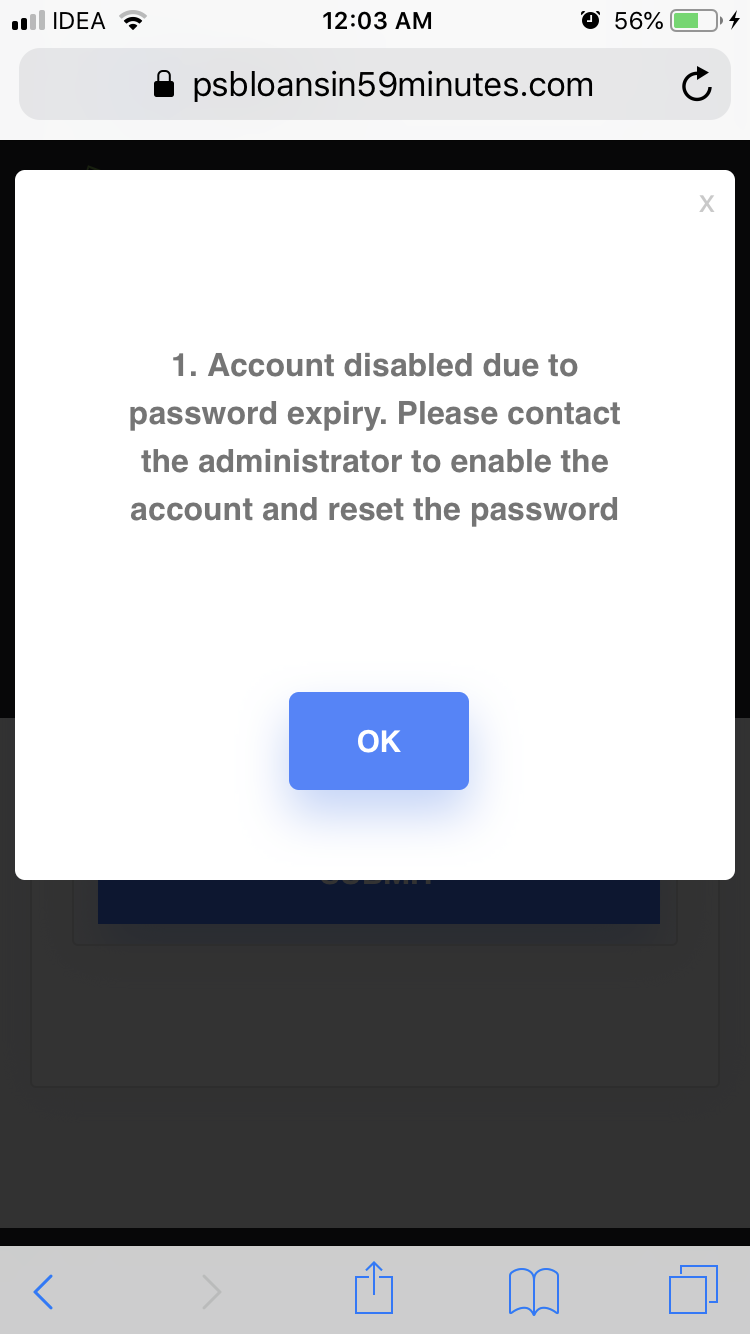 IDEA 12:03 AM 56%
psbloansin59minutes.com
x
1. Account disabled due to
password expiry. Please contact
the administrator to enable the
account and reset the password
OK
SUBMIT